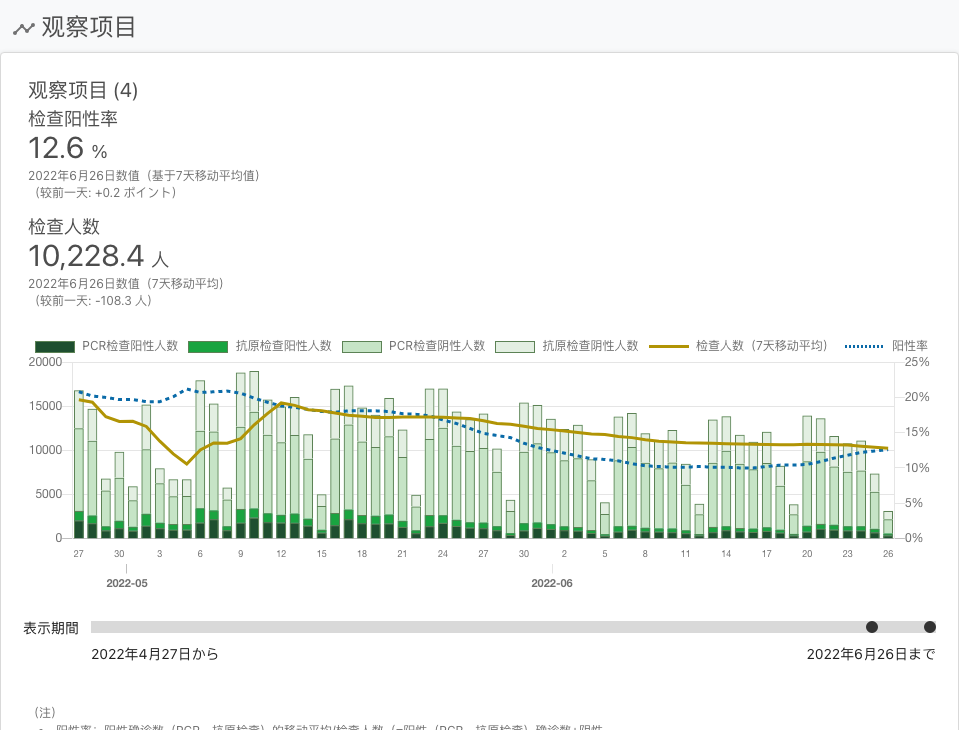 观察项目
观察项目 (4)
检查阳性率
12.6 %
2022年6月26日数值（基于7天移动平均值)
（较前一天: +0.2 ポイント）
检查人数
10,228.4 人
2022年6月26日数值（7天移动平均)
（较前一天: -108.3 人）
PCR检查阳性人数 抗原检查阳性人数 PCR检查阴性人数 抗原检查阴性人数 检查人数（7天移动平均） 阳性率
20000 25%
20%
15000
15%
10000
10%
5000
5%
0 0%
27 30 3 6 9 12 15 18 21 24 27 30 2 5 8 11 14 17 20 23 26
2022-05 2022-06
表示期間
2022年4月27日から 2022年6月26日まで
（注）